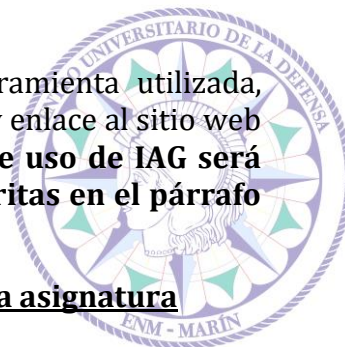 UNIVERSITARIO DE LA DEFENSA
ramienta utilizada,
enlace al sitio web
e uso de IAG será
ritas en el párrafo
a asignatura
ENM - MARÍN